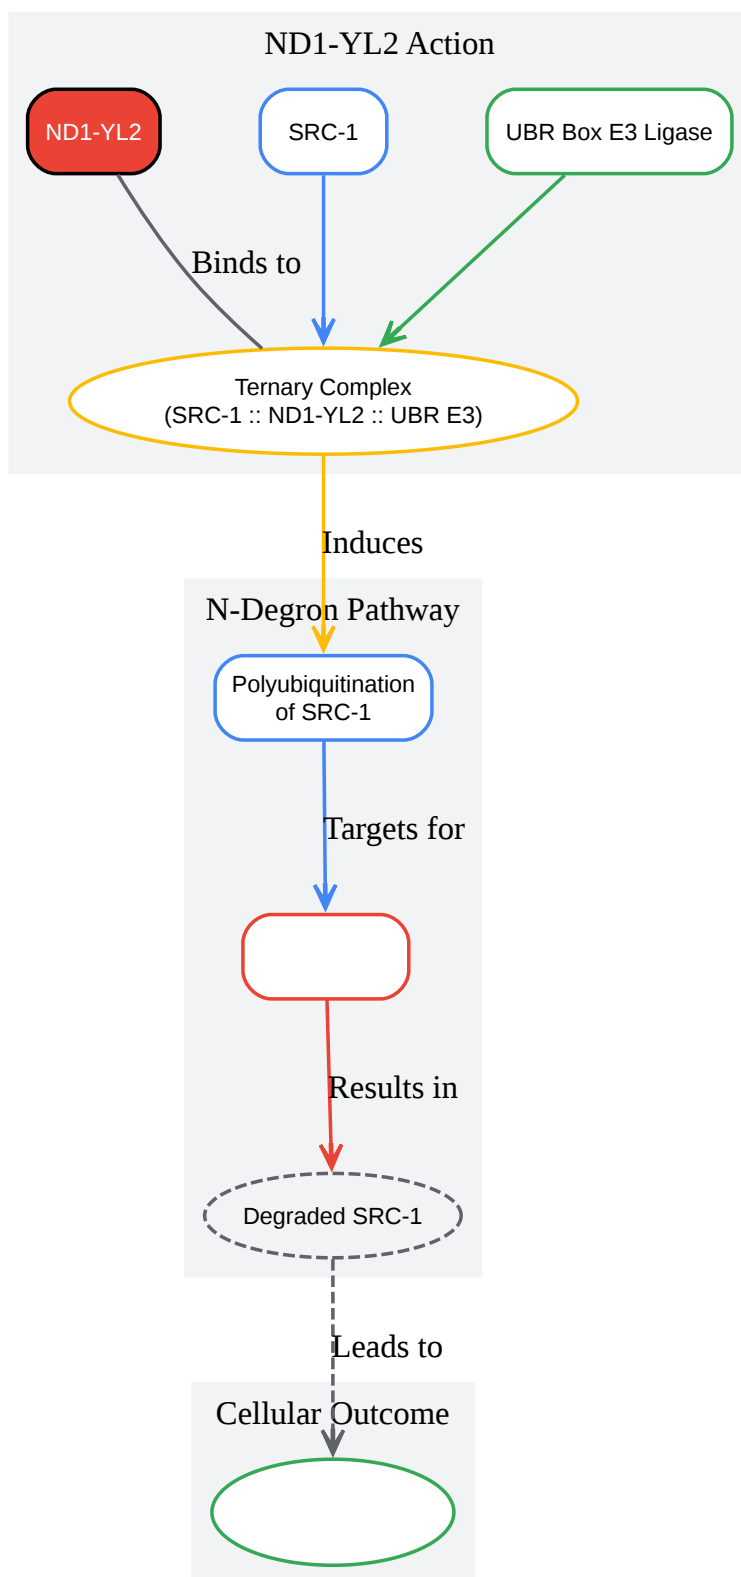 ND1-YL2 Action
ND1-YL2
SRC-1
UBR Box E3 Ligase
Binds to
Ternary Complex
(SRC-1 :: ND1-YL2 :: UBR E3)
Induces
N-Degron Pathway
Polyubiquitination
of SRC-1
Targets for
Results in
Degraded SRC-1
Leads to
Cellular Outcome